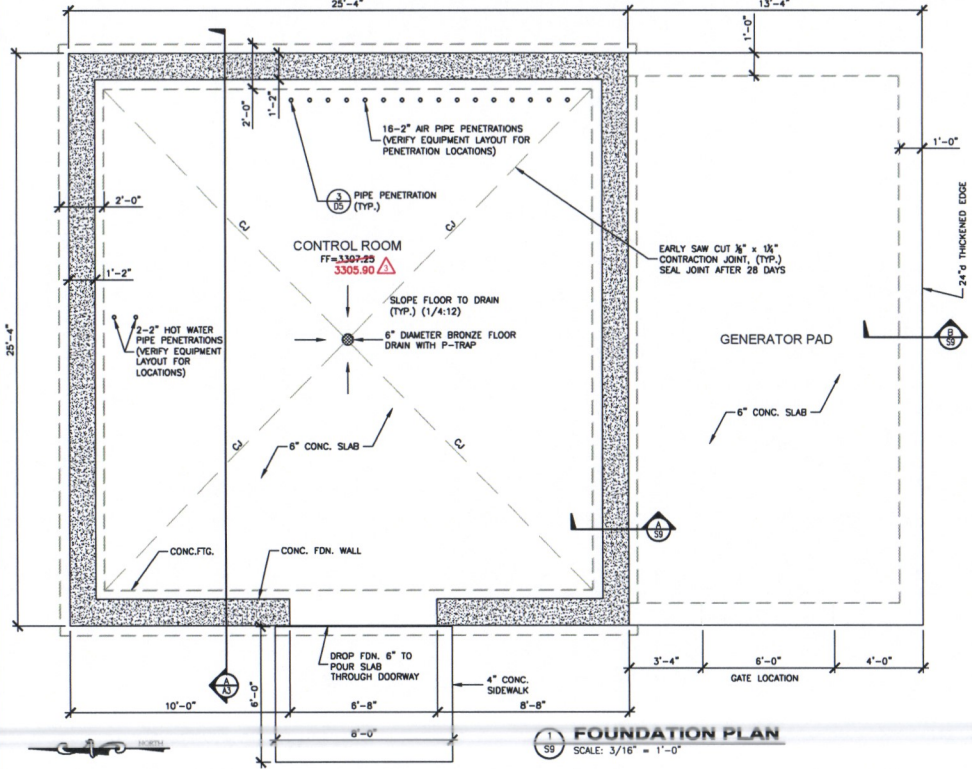 25'-4"
13'-4"
1'-0"
2'-0"
1'-2"
16-2" AIR PIPE PENETRATIONS
(VERIFY EQUIPMENT LAYOUT FOR
PENETRATION LOCATIONS)
1'-0"
3
D5
PIPE PENETRATION
(TYP.)
2'-0"
24"d THICKENED EDGE
CJ
CJ
CONTROL ROOM
FF=3307.25
3305.90
3
EARLY SAW CUT ⅛" x 1¼"
CONTRACTION JOINT, (TYP.)
SEAL JOINT AFTER 28 DAYS
1'-2"
SLOPE FLOOR TO DRAIN
(TYP.) (1/4:12)
2-2" HOT WATER
PIPE PENETRATIONS
(VERIFY EQUIPMENT
LAYOUT FOR
LOCATIONS)
6" DIAMETER BRONZE FLOOR
DRAIN WITH P-TRAP
GENERATOR PAD
B
S9
25'-4"
6" CONC. SLAB
6" CONC. SLAB
CJ
CJ
A
S9
CONC.FTG.
CONC. FDN. WALL
DROP FDN. 6" TO
POUR SLAB
THROUGH DOORWAY
3'-4"
6'-0"
4'-0"
GATE LOCATION
A
A3
6'-0"
4" CONC.
SIDEWALK
10'-0"
6'-8"
8'-8"
8'-0"
NORTH
1
S9
FOUNDATION PLAN
SCALE: 3/16" = 1'-0"